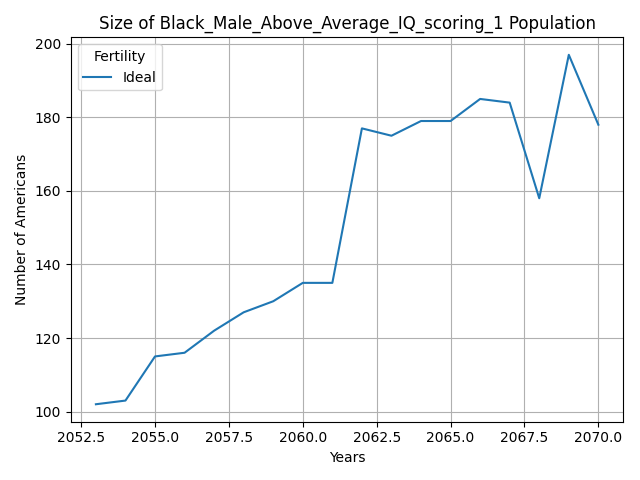 Size of Black_Male_Above_Average_IQ_scoring_1 Population
Fertility
Ideal
Number of Americans
200
180
160
140
120
100
2052.5 2055.0 2057.5 2060.0 2062.5 2065.0 2067.5 2070.0
Years